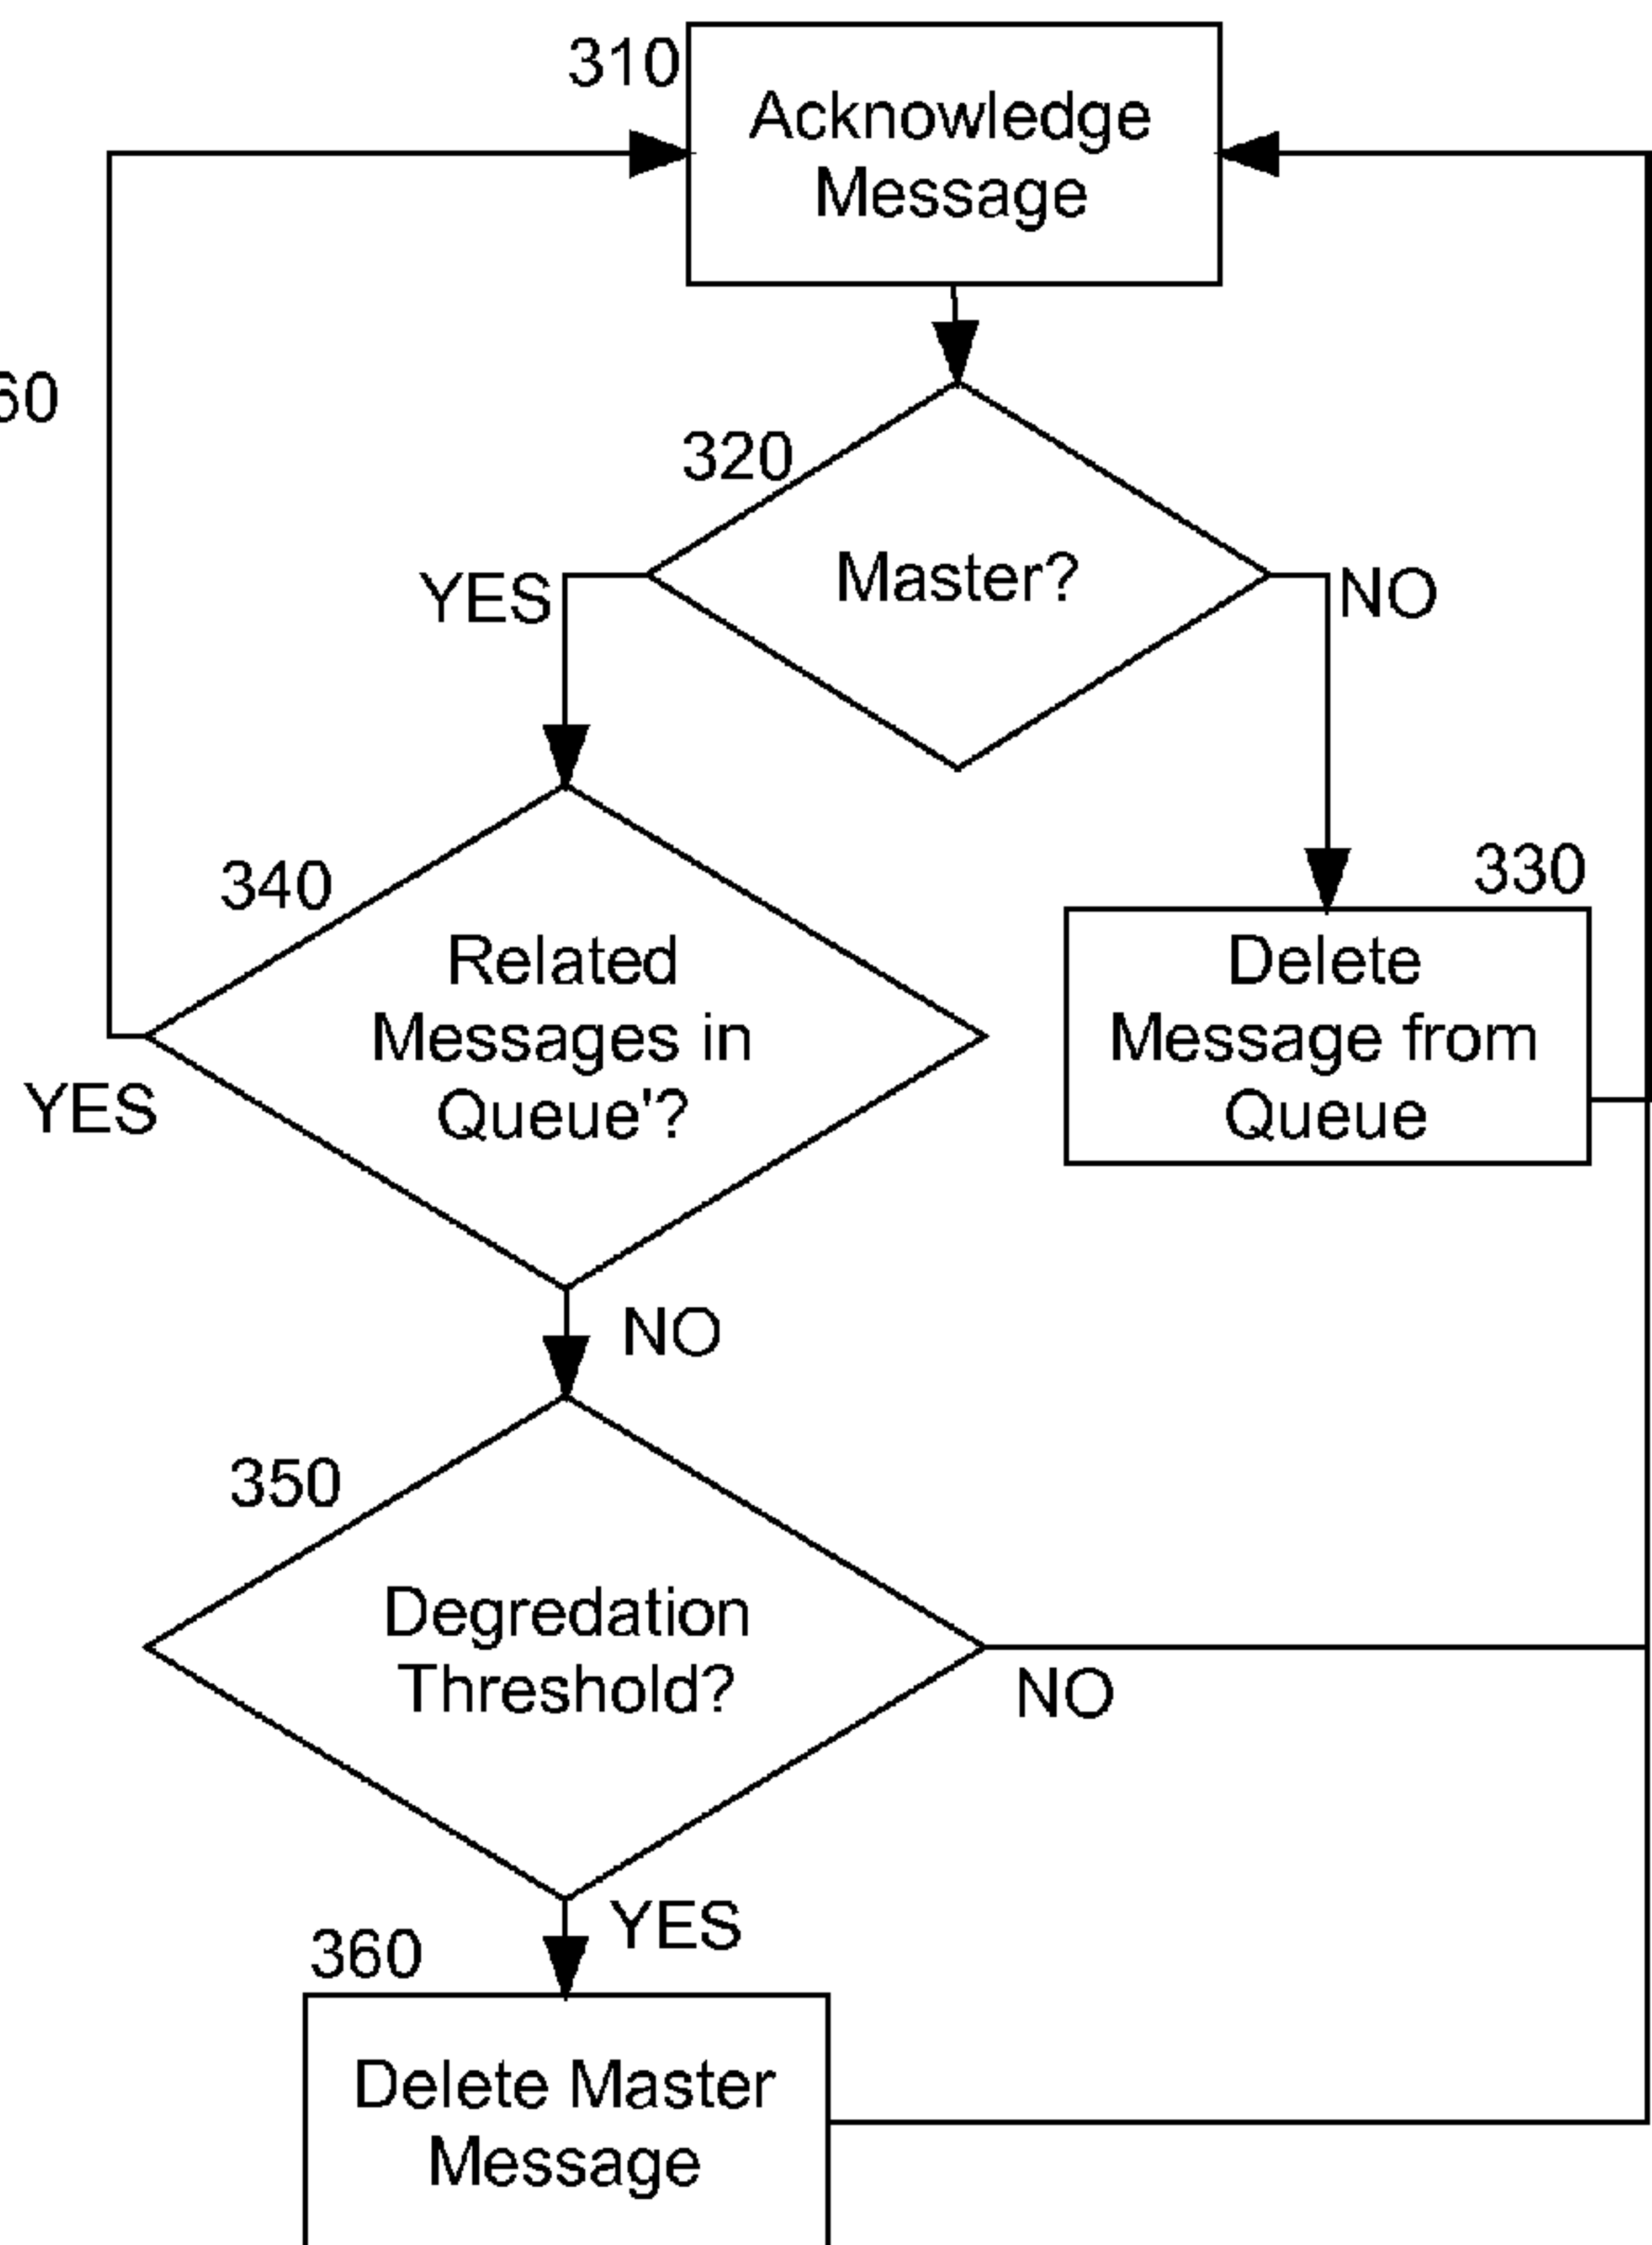 310
Acknowledge
Message
60
320
Master?
YES
NO
340
330
Related
Messages in
Queue'?
Delete
Message from
Queue
YES
NO
350
Degredation
Threshold?
NO
YES
360
Delete Master
Message